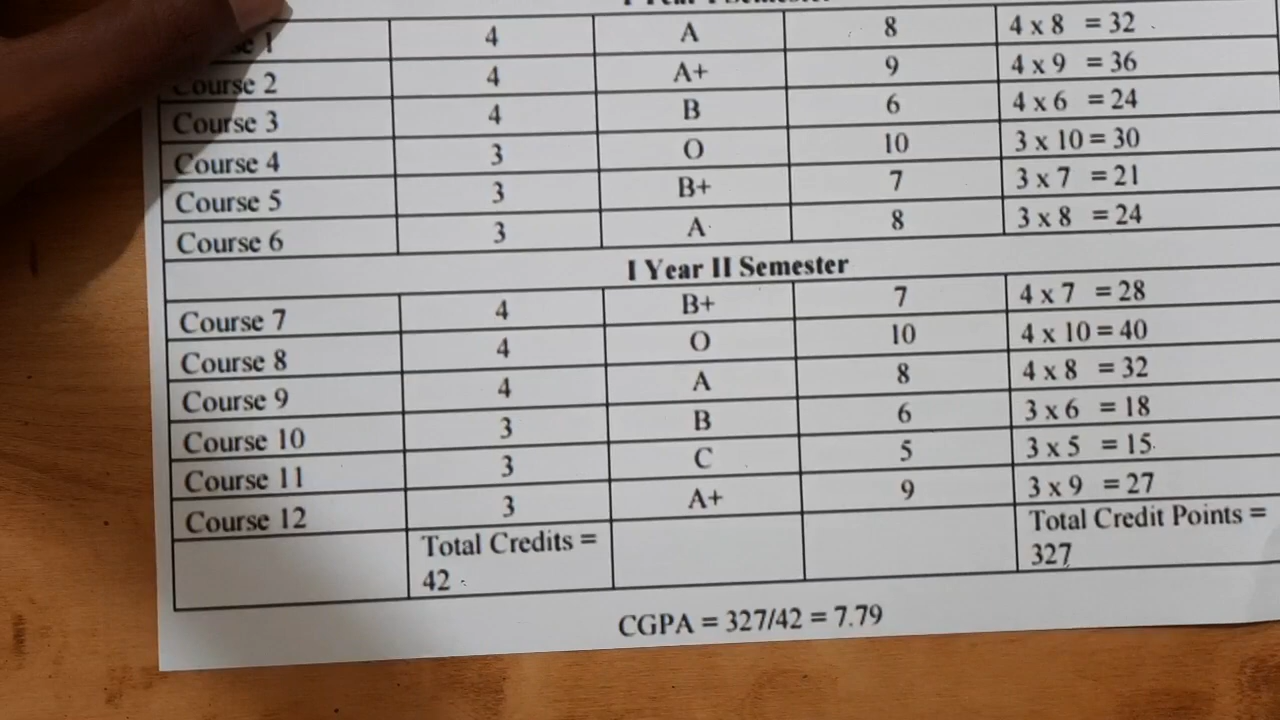 I Year I Semester
se 1 4 A 8 4 x 8 = 32
Course 2 4 A+ 9 4 x 9 = 36
Course 3 4 B 6 4 x 6 = 24
Course 4 3 O 10 3 x 10 = 30
Course 5 3 B+ 7 3 x 7 = 21
Course 6 3 A 8 3 x 8 = 24
I Year II Semester
Course 7 4 B+ 7 4 x 7 = 28
Course 8 4 O 10 4 x 10 = 40
Course 9 4 A 8 4 x 8 = 32
Course 10 3 B 6 3 x 6 = 18
Course 11 3 C 5 3 x 5 = 15
Course 12 3 A+ 9 3 x 9 = 27
Total Credits =
42
Total Credit Points =
327
CGPA = 327/42 = 7.79